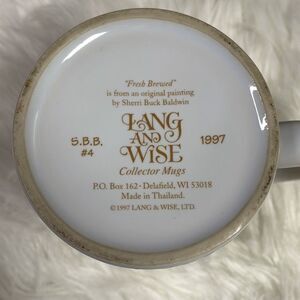 "Fresh Brewed"
is from an original painting
by Sherri Buck Baldwin
S.B.B.
#4
LANG
AND
WISE
1997
Collector Mugs
P.O. Box 162 · Delafield, WI 53018
Made in Thailand.
©1997 LANG & WISE, LTD.